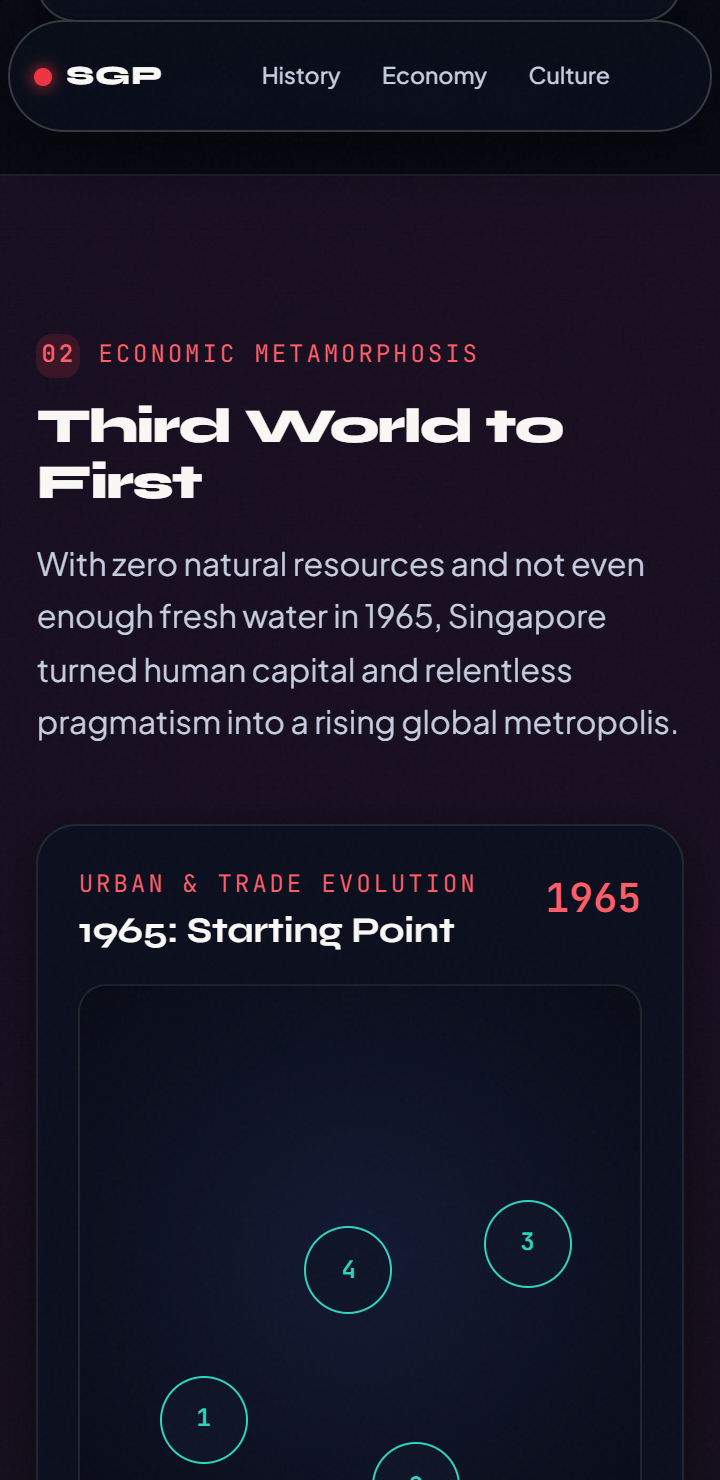 SGP
History Economy Culture
02 ECONOMIC METAMORPHOSIS
Third World to
First
With zero natural resources and not even
enough fresh water in 1965, Singapore
turned human capital and relentless
pragmatism into a rising global metropolis.
URBAN & TRADE EVOLUTION
1965
1965: Starting Point
3
4
1